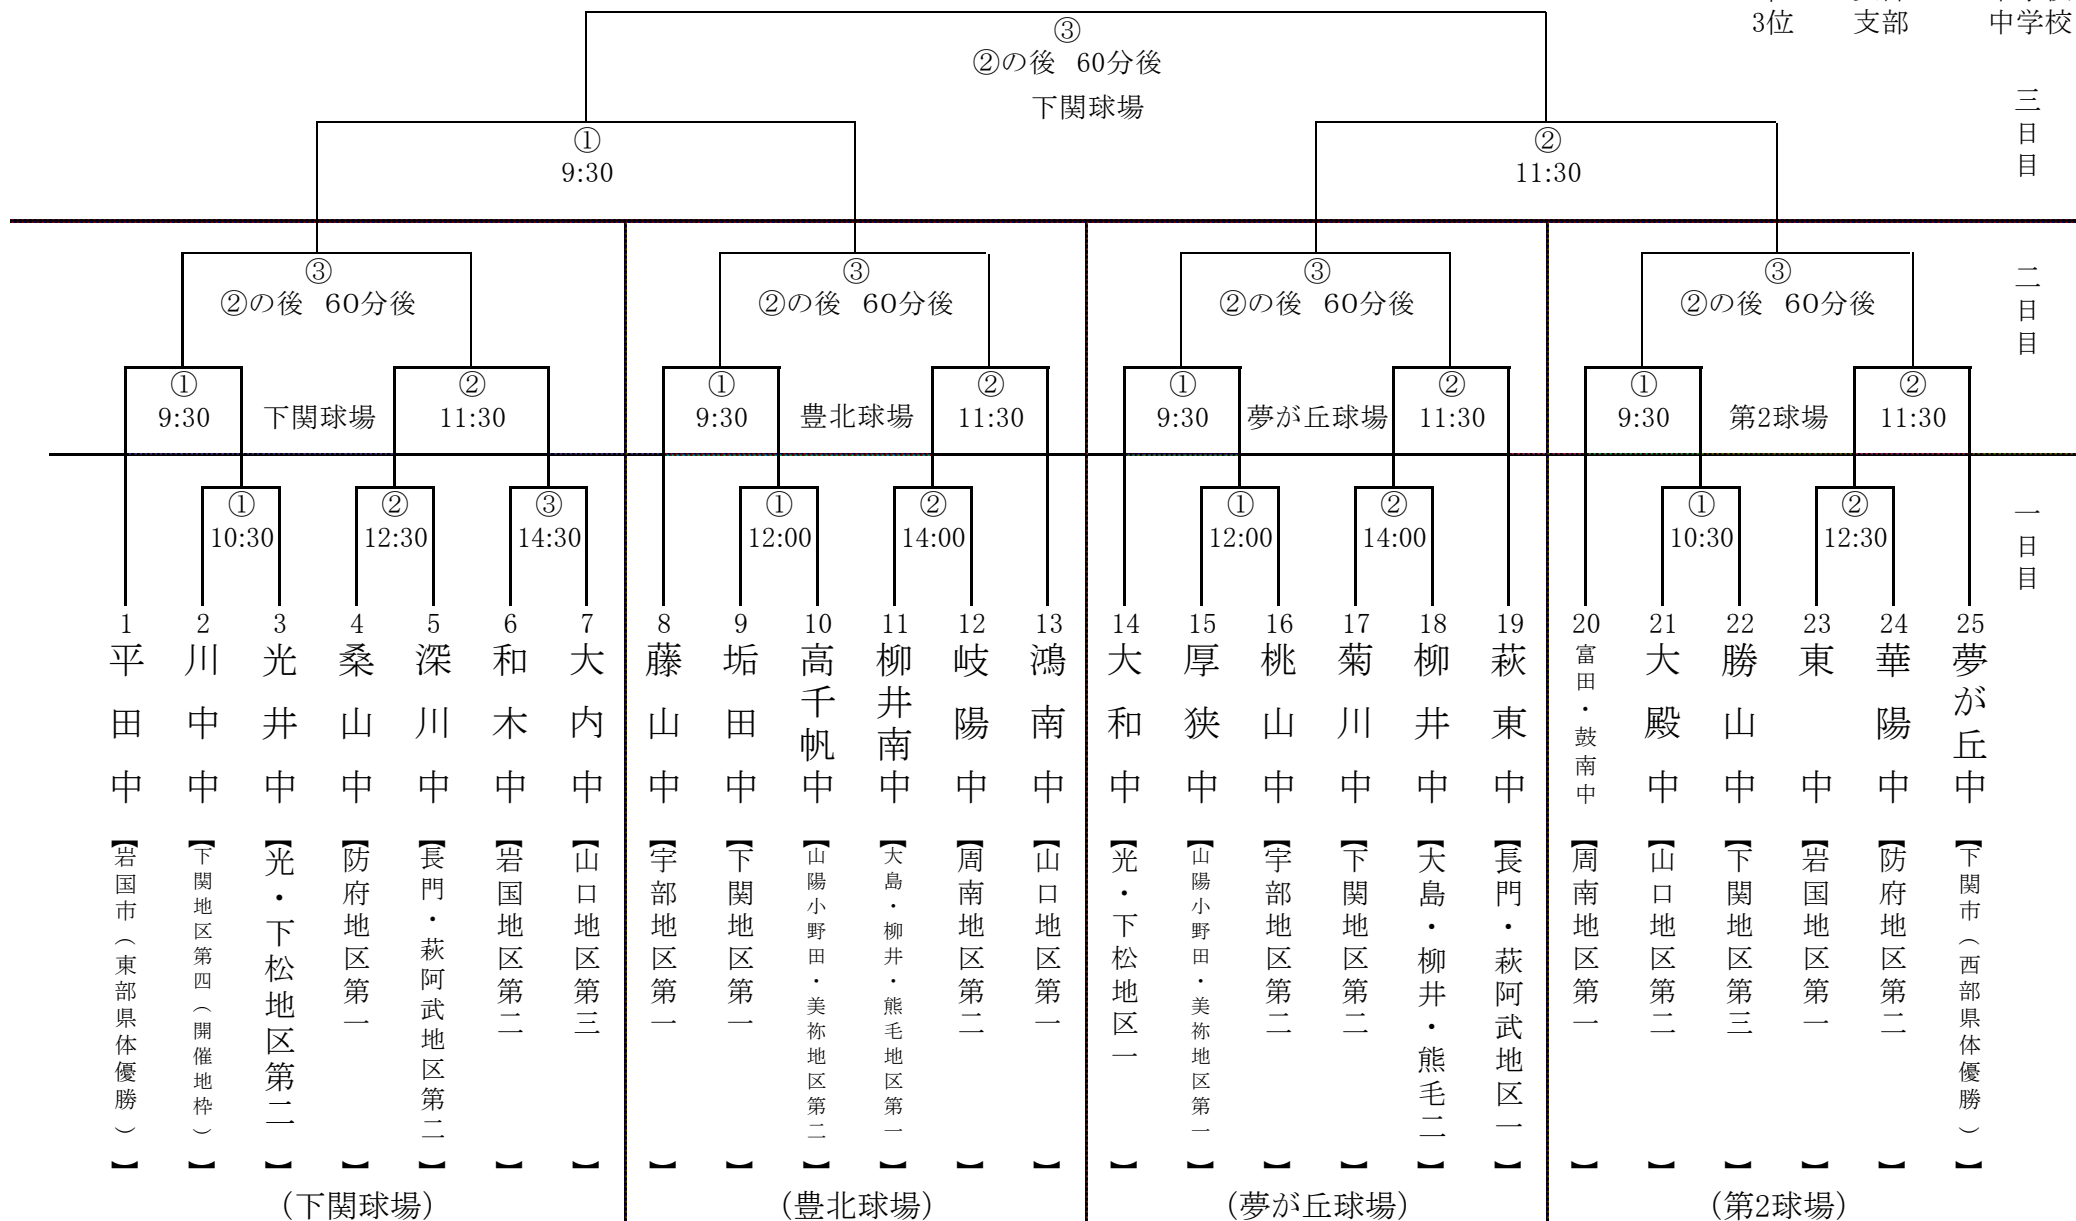 3位 支部 中学校
③
②の後 60分後
下関球場
三日目
①
9:30
②
11:30
二日目
③
②の後 60分後
③
②の後 60分後
③
②の後 60分後
③
②の後 60分後
①
9:30
下関球場
②
11:30
①
9:30
豊北球場
②
11:30
①
9:30
夢が丘球場
②
11:30
①
9:30
第2球場
②
11:30
一日目
①
10:30
②
12:30
③
14:30
①
12:00
②
14:00
①
12:00
②
14:00
①
10:30
②
12:30
1
平田中
【岩国市（東部県体優勝）】
2
川中中
【下関地区第四（開催地枠）】
3
光井中
【光・下松地区第二】
4
桑山中
【防府地区第一】
5
深川中
【長門・萩阿武地区第二】
6
和木中
【岩国地区第二】
7
大内中
【山口地区第三】
8
藤山中
【宇部地区第一】
9
垢田中
【下関地区第一】
10
高千帆中
【山陽小野田・美祢地区第二】
11
柳井南中
【大島・柳井・熊毛地区第一】
12
岐陽中
【周南地区第二】
13
鴻南中
【山口地区第一】
14
大和中
【光・下松地区一】
15
厚狭中
【山陽小野田・美祢地区第一】
16
桃山中
【宇部地区第二】
17
菊川中
【下関地区第二】
18
柳井中
【大島・柳井・熊毛二】
19
萩東中
【長門・萩阿武地区一】
20
富田・鼓南中
【周南地区第一】
21
大殿中
【山口地区第二】
22
勝山中
【下関地区第三】
23
東中
【岩国地区第一】
24
華陽中
【防府地区第二】
25
夢が丘中
【下関市（西部県体優勝）】
（下関球場）
（豊北球場）
（夢が丘球場）
（第2球場）